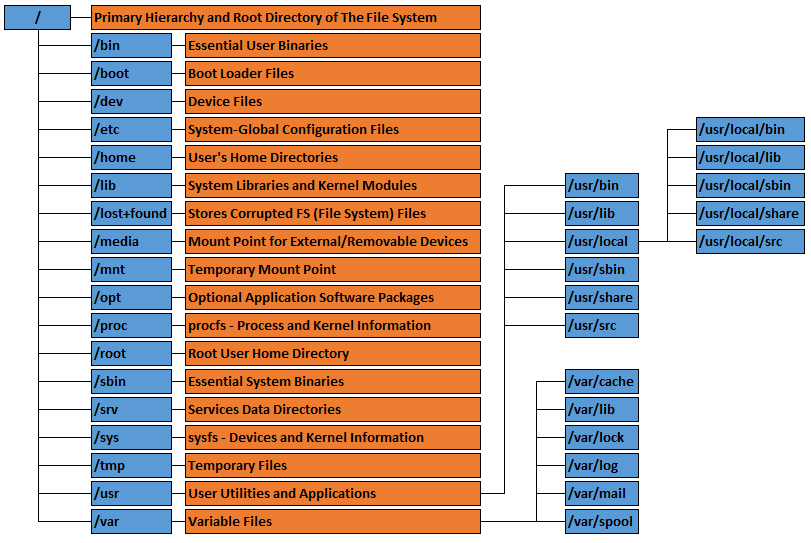 / Primary Hierarchy and Root Directory of The File System
/bin Essential User Binaries
/boot Boot Loader Files
/dev Device Files
/etc System-Global Configuration Files
/home User's Home Directories
/lib System Libraries and Kernel Modules
/lost+found Stores Corrupted FS (File System) Files
/media Mount Point for External/Removable Devices
/mnt Temporary Mount Point
/opt Optional Application Software Packages
/proc procfs - Process and Kernel Information
/root Root User Home Directory
/sbin Essential System Binaries
/srv Services Data Directories
/sys sysfs - Devices and Kernel Information
/tmp Temporary Files
/usr User Utilities and Applications
/var Variable Files
/usr/bin
/usr/lib
/usr/local
/usr/sbin
/usr/share
/usr/src
/var/cache
/var/lib
/var/lock
/var/log
/var/mail
/var/spool
/usr/local/bin
/usr/local/lib
/usr/local/sbin
/usr/local/share
/usr/local/src